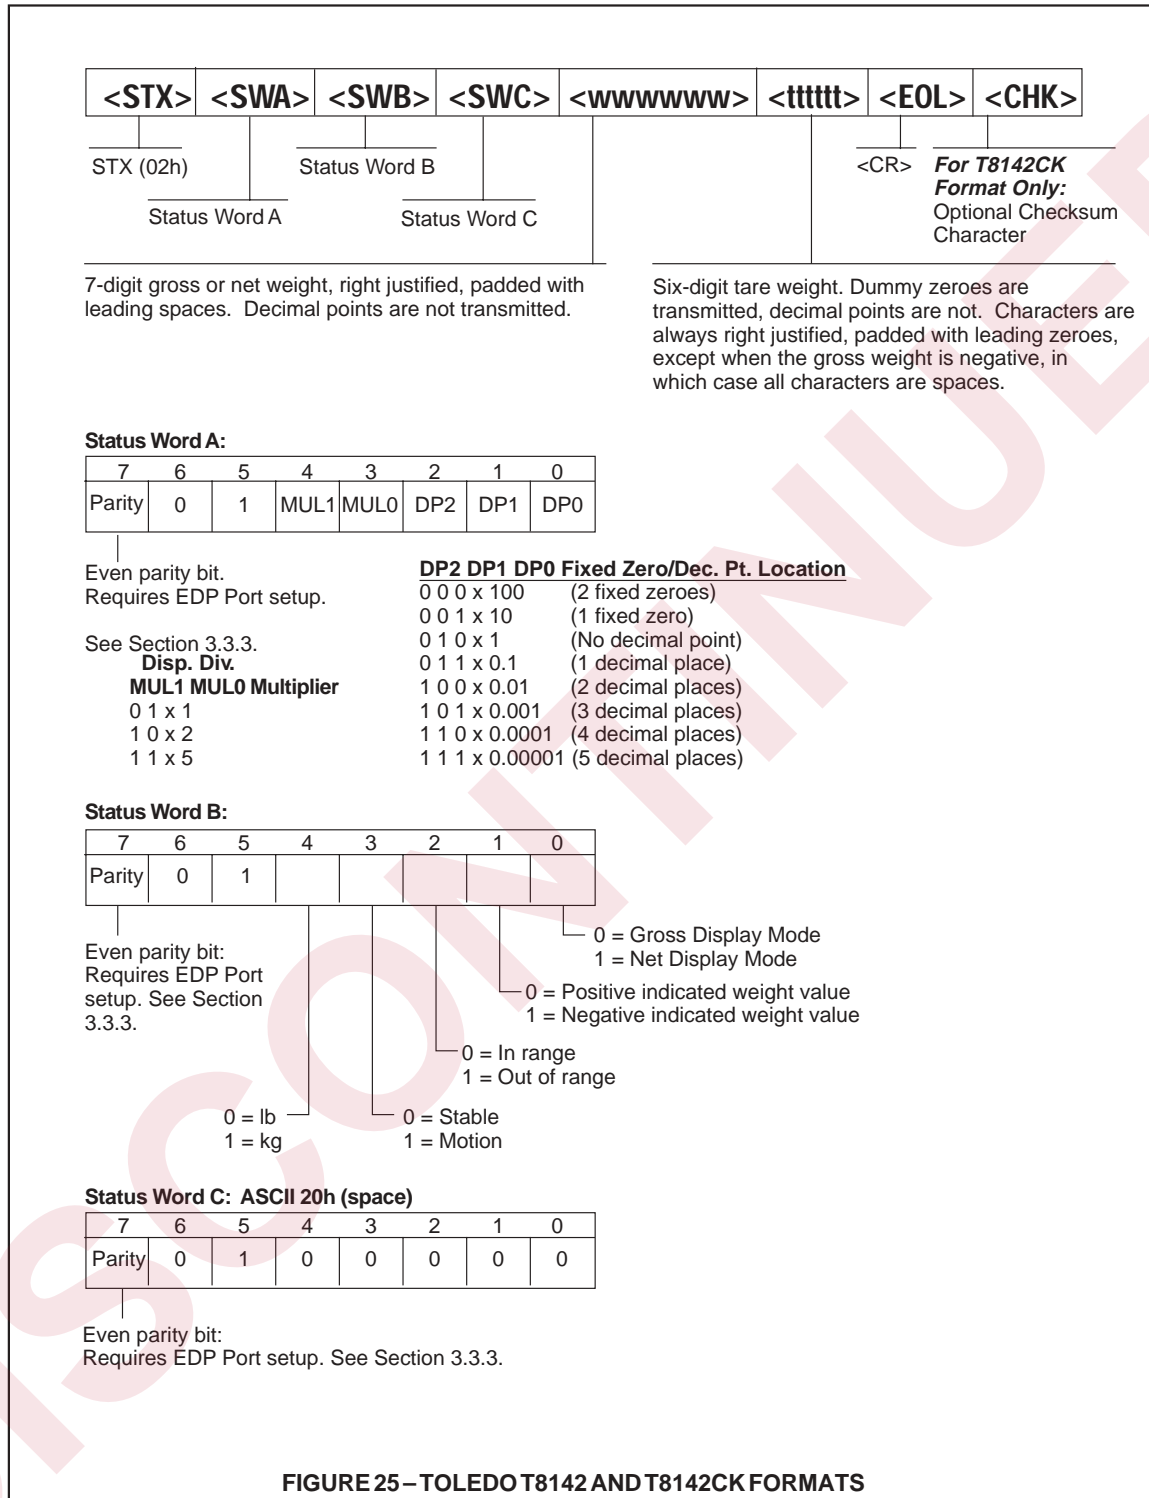 <STX> <SWA> <SWB> <SWC> <wwwwww> <tttttt> <EOL> <CHK>
STX (02h)
Status Word B
<CR>
For T8142CK
Format Only:
Optional Checksum
Character
Status Word A
Status Word C
7-digit gross or net weight, right justified, padded with
leading spaces. Decimal points are not transmitted.
Six-digit tare weight. Dummy zeroes are
transmitted, decimal points are not. Characters are
always right justified, padded with leading zeroes,
except when the gross weight is negative, in
which case all characters are spaces.
Status Word A:
7 6 5 4 3 2 1 0
Parity 0 1 MUL1 MUL0 DP2 DP1 DP0
Even parity bit.
Requires EDP Port setup.
See Section 3.3.3.
Disp. Div.
MUL1 MUL0 Multiplier
0 1 x 1
1 0 x 2
1 1 x 5
DP2 DP1 DP0 Fixed Zero/Dec. Pt. Location
0 0 0 x 100 (2 fixed zeroes)
0 0 1 x 10 (1 fixed zero)
0 1 0 x 1 (No decimal point)
0 1 1 x 0.1 (1 decimal place)
1 0 0 x 0.01 (2 decimal places)
1 0 1 x 0.001 (3 decimal places)
1 1 0 x 0.0001 (4 decimal places)
1 1 1 x 0.00001 (5 decimal places)
Status Word B:
7 6 5 4 3 2 1 0
Parity 0 1
Even parity bit:
Requires EDP Port
setup. See Section
3.3.3.
0 = Gross Display Mode
1 = Net Display Mode
0 = Positive indicated weight value
1 = Negative indicated weight value
0 = In range
1 = Out of range
0 = lb
1 = kg
0 = Stable
1 = Motion
Status Word C: ASCII 20h (space)
7 6 5 4 3 2 1 0
Parity 0 1 0 0 0 0 0
Even parity bit:
Requires EDP Port setup. See Section 3.3.3.
FIGURE 25 – TOLEDO T8142 AND T8142CK FORMATS
ISCONTINUE